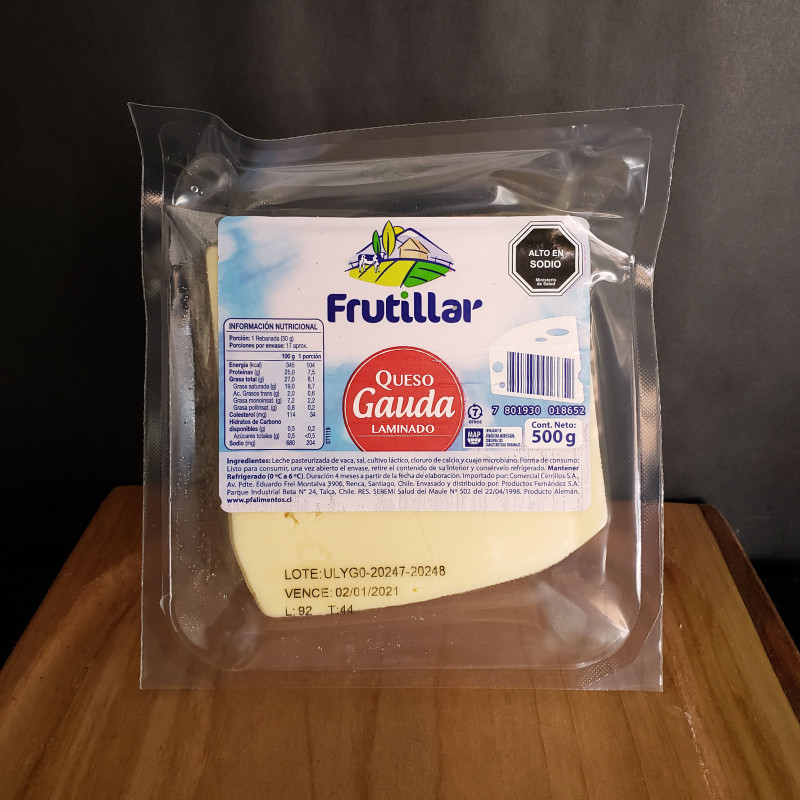 Frutillar
ALTO EN
SODIO
Ministerio
de Salud
INFORMACIÓN NUTRICIONAL
Porción: 1 Rebanada (30 g)
Porciones por envase: 17 aprox.
100 g 1 porción
Energía (kcal) 345 104
Proteínas (g) 25,0 7,5
Grasa total (g) 27,0 8,1
Grasa saturada (g) 19,0 5,7
Ac. Grasos trans (g) 2,0 0,6
Grasa monoinsat. (g) 7,2 2,2
Grasa poliinsat. (g) 0,8 0,2
Colesterol (mg) 114 34
Hidratos de Carbono
disponibles (g) 0,5 0,2
Azúcares totales (g) <0,5 <0,5
Sodio (mg) 680 204
QUESO
Gauda
LAMINADO
7 801930 018652
7
OTROS
MAP
Cont. Neto:
500 g
Ingredientes: Leche pasteurizada de vaca, sal, cultivo láctico, cloruro de calcio y cuajo microbiano. Forma de consumo:
Listo para consumir, una vez abierto el envase, retire el contenido de su interior y consérvelo refrigerado. Mantener
Refrigerado (0 ºC a 6 ºC). Duración 4 meses a partir de la fecha de elaboración. Importado por: Comercial Cerrillos S.A.
Av. Pdte. Eduardo Frei Montalva 3900, Renca, Santiago, Chile. Envasado y distribuido por: Productos Fernández S.A.
Parque Industrial Beta N° 24, Talca, Chile. RES. SEREMI Salud del Maule Nº 502 del 22/04/1998. Producto Alemán.
www.pfalimentos.cl
LOTE:ULYG0-20247-20248
VENCE: 02/01/2021
L: 92 T:44